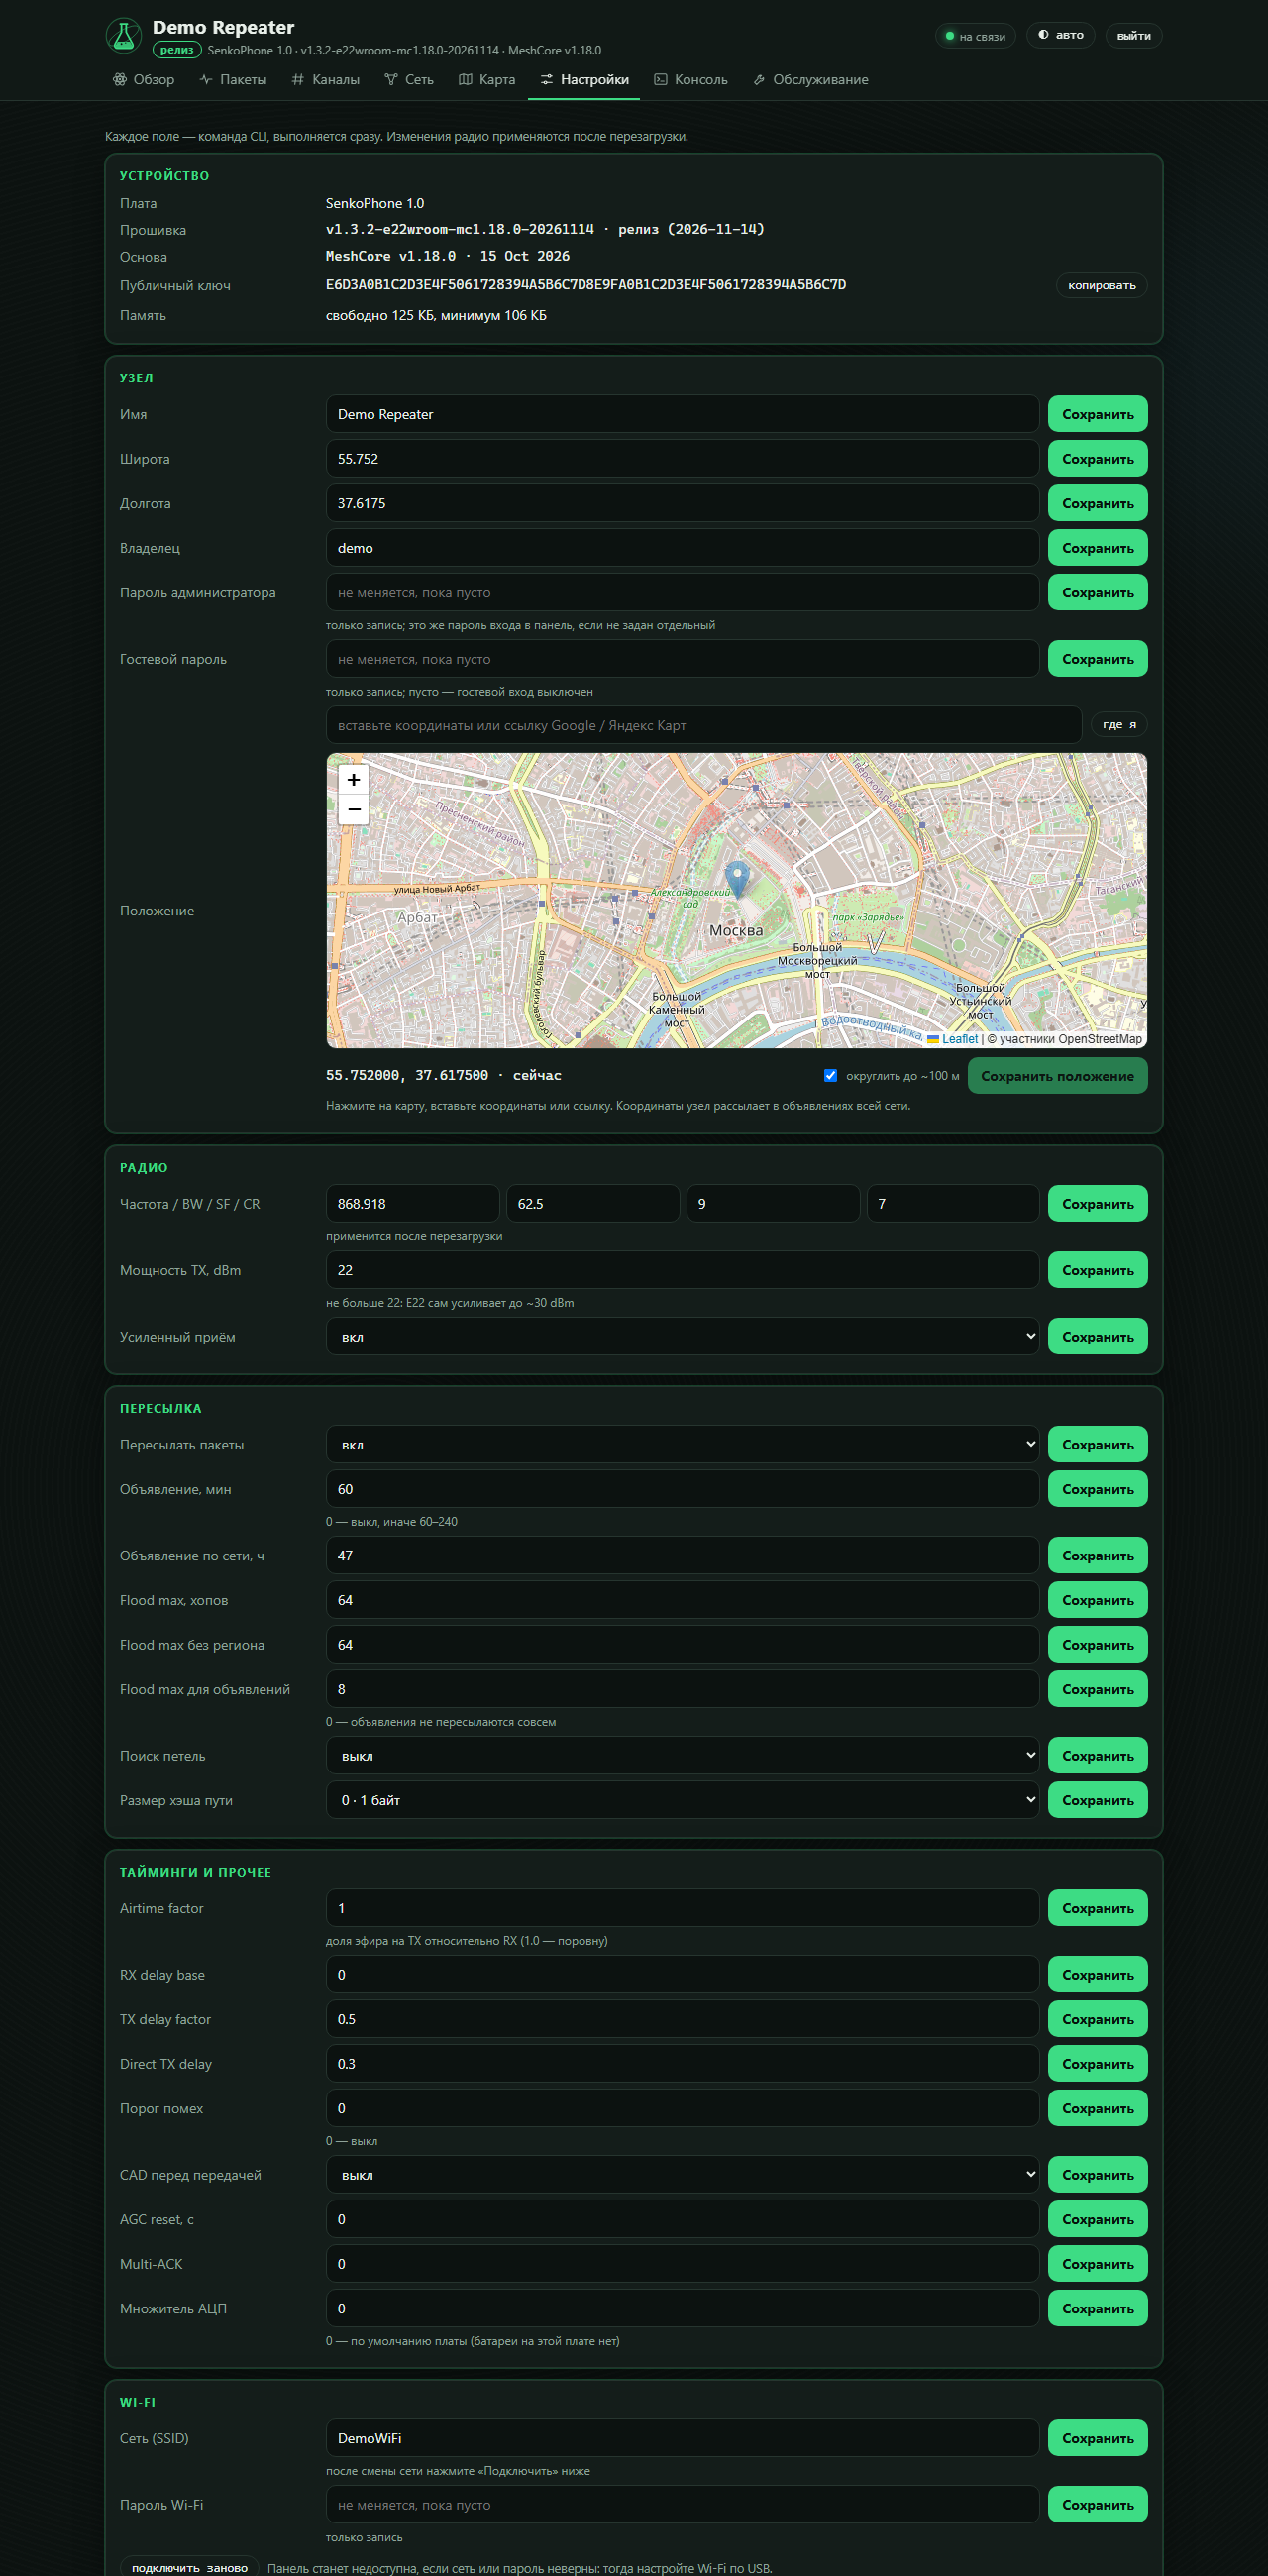 Demo Repeater
релиз SenkoPhone 1.0 · v1.3.2-e22wroom-mc1.18.0-20261114 · MeshCore v1.18.0
на связи
авто
выйти
Обзор Пакеты Каналы Сеть Карта Настройки Консоль Обслуживание
Каждое поле — команда CLI, выполняется сразу. Изменения радио применяются после перезагрузки.
УСТРОЙСТВО
Плата SenkoPhone 1.0
Прошивка v1.3.2-e22wroom-mc1.18.0-20261114 · релиз (2026-11-14)
Основа MeshCore v1.18.0 · 15 Oct 2026
Публичный ключ E6D3A0B1C2D3E4F5061728394A5B6C7D8E9FA0B1C2D3E4F5061728394A5B6C7D копировать
Память свободно 125 КБ, минимум 106 КБ
УЗЕЛ
Имя Demo Repeater Сохранить
Широта 55.752 Сохранить
Долгота 37.6175 Сохранить
Владелец demo Сохранить
Пароль администратора не меняется, пока пусто Сохранить
только запись; это же пароль входа в панель, если не задан отдельный
Гостевой пароль не меняется, пока пусто Сохранить
только запись; пусто — гостевой вход выключен
вставьте координаты или ссылку Google / Яндекс Карт где я
Положение
+
−
Пресненский район
Тверской район
улица Новый Арбат
Арбат
Александровский
сад
Москва
парк «Зарядье»
Таганский
Большой
Москворецкий
мост
Большой
Каменный
мост
Большой
Устьинский
мост
Гоголевский бульвар
Водоотводный ка
Leaflet | © участники OpenStreetMap
55.752000, 37.617500 · сейчас округлить до ~100 м Сохранить положение
Нажмите на карту, вставьте координаты или ссылку. Координаты узел рассылает в объявлениях всей сети.
РАДИО
Частота / BW / SF / CR 868.918 62.5 9 7 Сохранить
применится после перезагрузки
Мощность TX, dBm 22 Сохранить
не больше 22: E22 сам усиливает до ~30 dBm
Усиленный приём вкл Сохранить
ПЕРЕСЫЛКА
Пересылать пакеты вкл Сохранить
Объявление, мин 60 Сохранить
0 — выкл, иначе 60–240
Объявление по сети, ч 47 Сохранить
Flood max, хопов 64 Сохранить
Flood max без региона 64 Сохранить
Flood max для объявлений 8 Сохранить
0 — объявления не пересылаются совсем
Поиск петель выкл Сохранить
Размер хэша пути 0 · 1 байт Сохранить
ТАЙМИНГИ И ПРОЧЕЕ
Airtime factor 1 Сохранить
доля эфира на TX относительно RX (1.0 — поровну)
RX delay base 0 Сохранить
TX delay factor 0.5 Сохранить
Direct TX delay 0.3 Сохранить
Порог помех 0 Сохранить
0 — выкл
CAD перед передачей выкл Сохранить
AGC reset, с 0 Сохранить
Multi-ACK 0 Сохранить
Множитель АЦП 0 Сохранить
0 — по умолчанию платы (батареи на этой плате нет)
WI-FI
Сеть (SSID) DemoWiFi Сохранить
после смены сети нажмите «Подключить» ниже
Пароль Wi-Fi не меняется, пока пусто Сохранить
только запись
подключить заново Панель станет недоступна, если сеть или пароль неверны: тогда настройте Wi-Fi по USB.